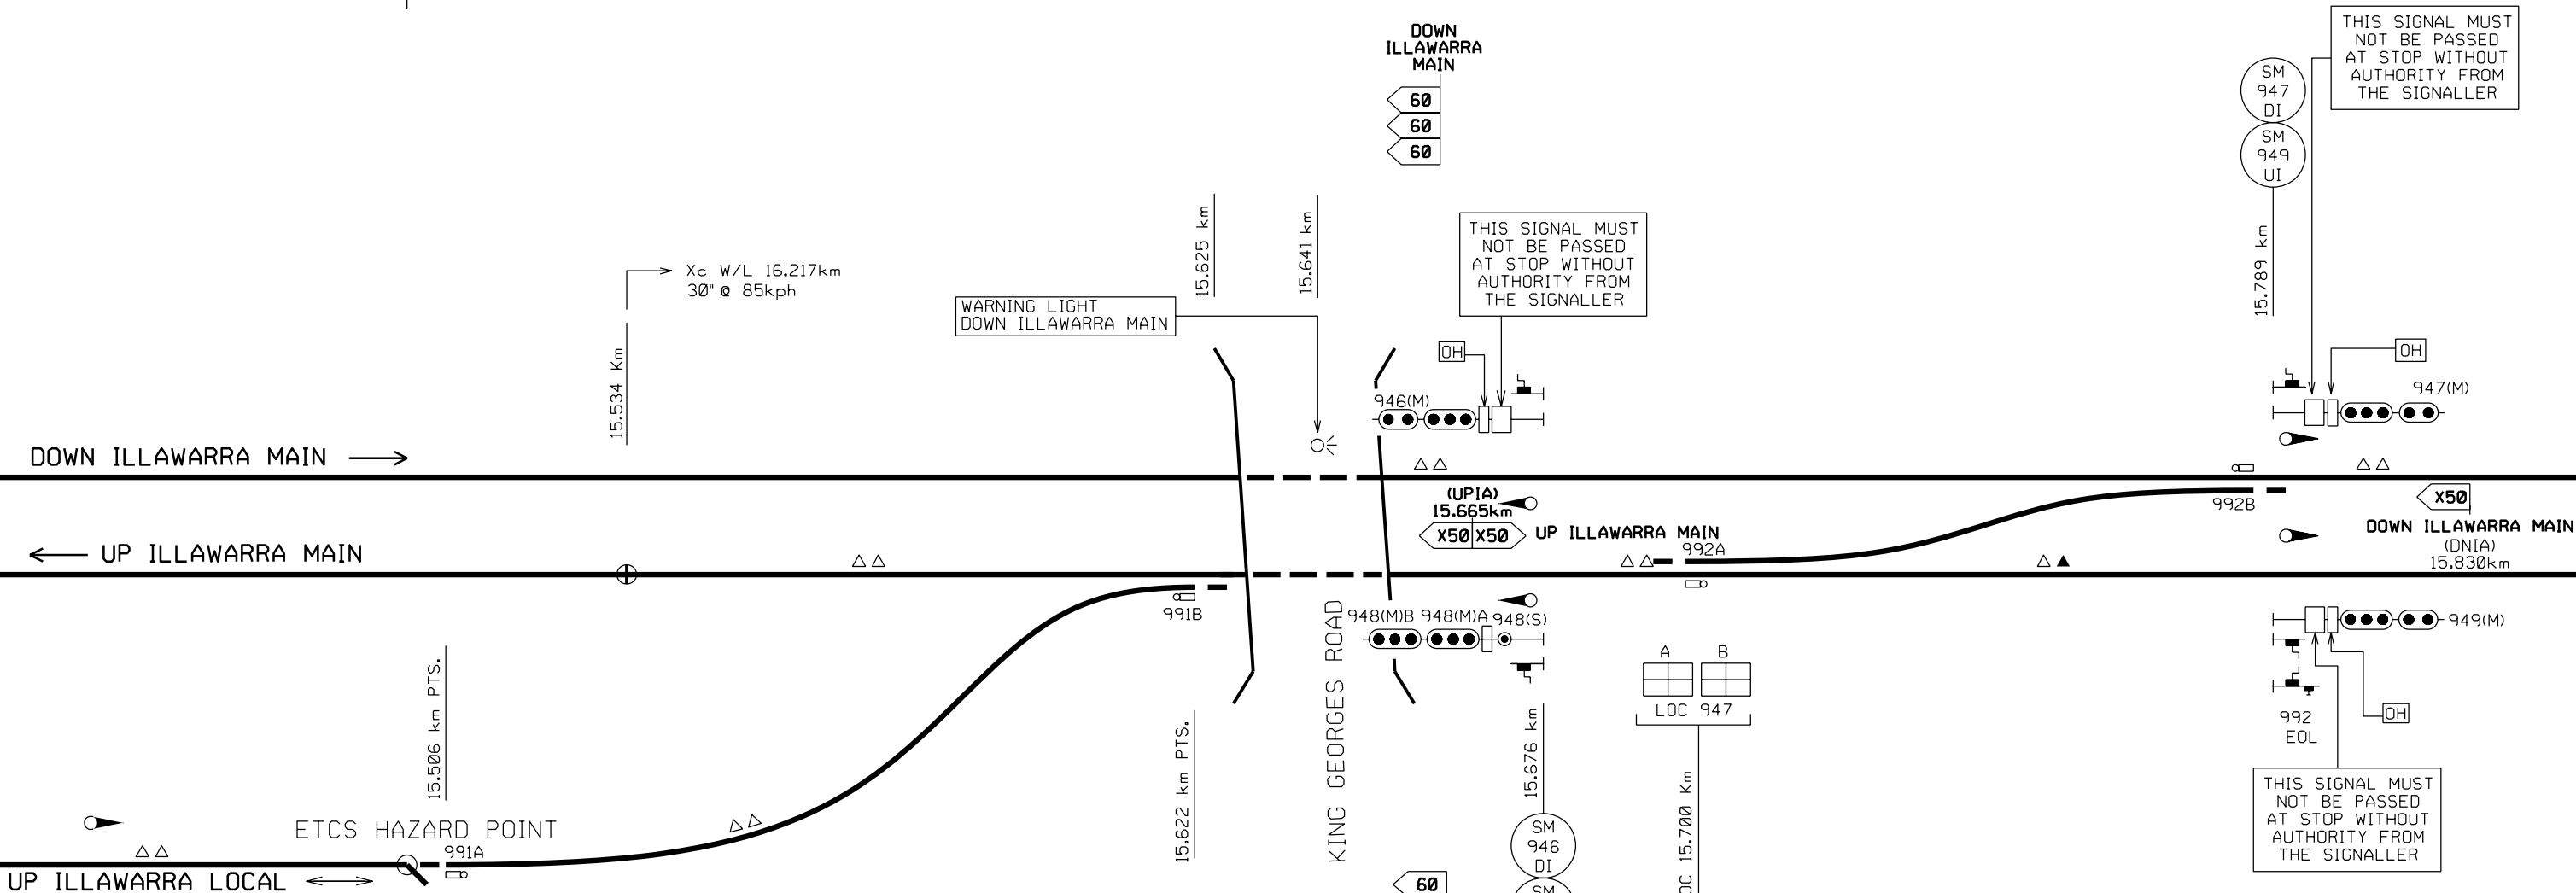 DOWN
ILLAWARRA
MAIN
60
60
60
THIS SIGNAL MUST
NOT BE PASSED
AT STOP WITHOUT
AUTHORITY FROM
THE SIGNALLER
SM
947
DI
SM
949
UI
15.789 km
15.625 km
15.641 km
THIS SIGNAL MUST
NOT BE PASSED
AT STOP WITHOUT
AUTHORITY FROM
THE SIGNALLER
Xc W/L 16.217km
30" @ 85kph
15.534 Km
WARNING LIGHT
DOWN ILLAWARRA MAIN
OH
OH
946(M)
947(M)
DOWN ILLAWARRA MAIN
(UPIA)
15.665km
X50 X50
UP ILLAWARRA MAIN
992A
992B
X50
DOWN ILLAWARRA MAIN
(DNIA)
15.830km
UP ILLAWARRA MAIN
991B
948(M)B 948(M)A 948(S)
949(M)
KING GEORGES ROAD
A B
LOC 947
992
EOL
OH
15.506 km PTS.
15.622 km PTS.
15.676 km
15.700 Km
THIS SIGNAL MUST
NOT BE PASSED
AT STOP WITHOUT
AUTHORITY FROM
THE SIGNALLER
ETCS HAZARD POINT
991A
UP ILLAWARRA LOCAL
SM
946
DI
SM
60